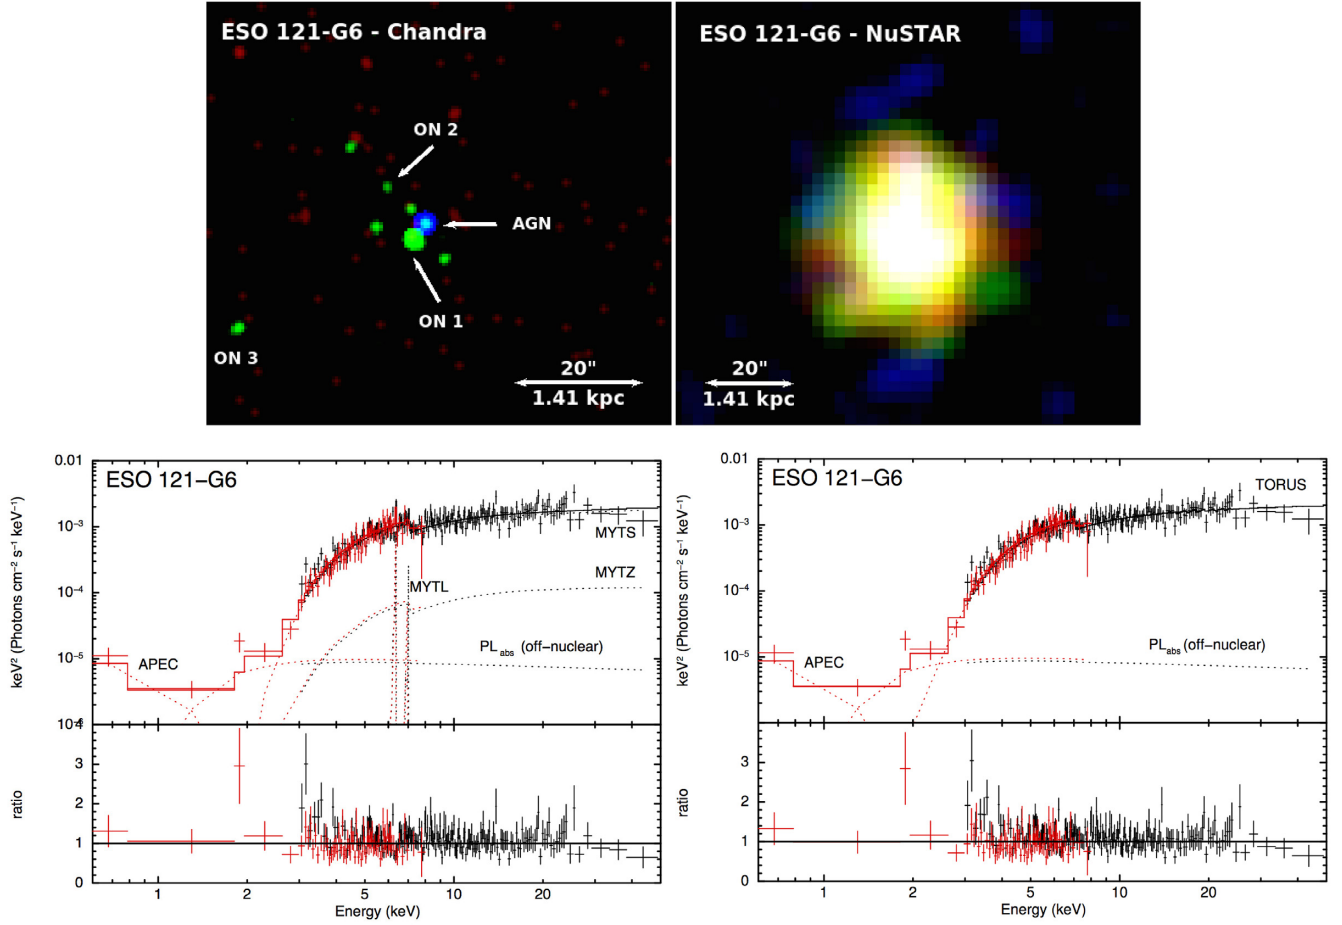 ESO 121-G6 - Chandra
ON 2
AGN
ON 1
ON 3
20"
1.41 kpc
ESO 121-G6 - NuSTAR
20"
1.41 kpc
ESO 121–G6
keV² (Photons cm⁻² s⁻¹ keV⁻¹)
0.01
10⁻³
10⁻⁴
10⁻⁵
MYTS
MYTZ
MYTL
PLabs (off–nuclear)
APEC
ratio
3
2
1
0
1 2 5 10 20
Energy (keV)
ESO 121–G6
keV² (Photons cm⁻² s⁻¹ keV⁻¹)
0.01
10⁻³
10⁻⁴
10⁻⁵
TORUS
PLabs (off–nuclear)
APEC
ratio
3
2
1
0
1 2 5 10 20
Energy (keV)